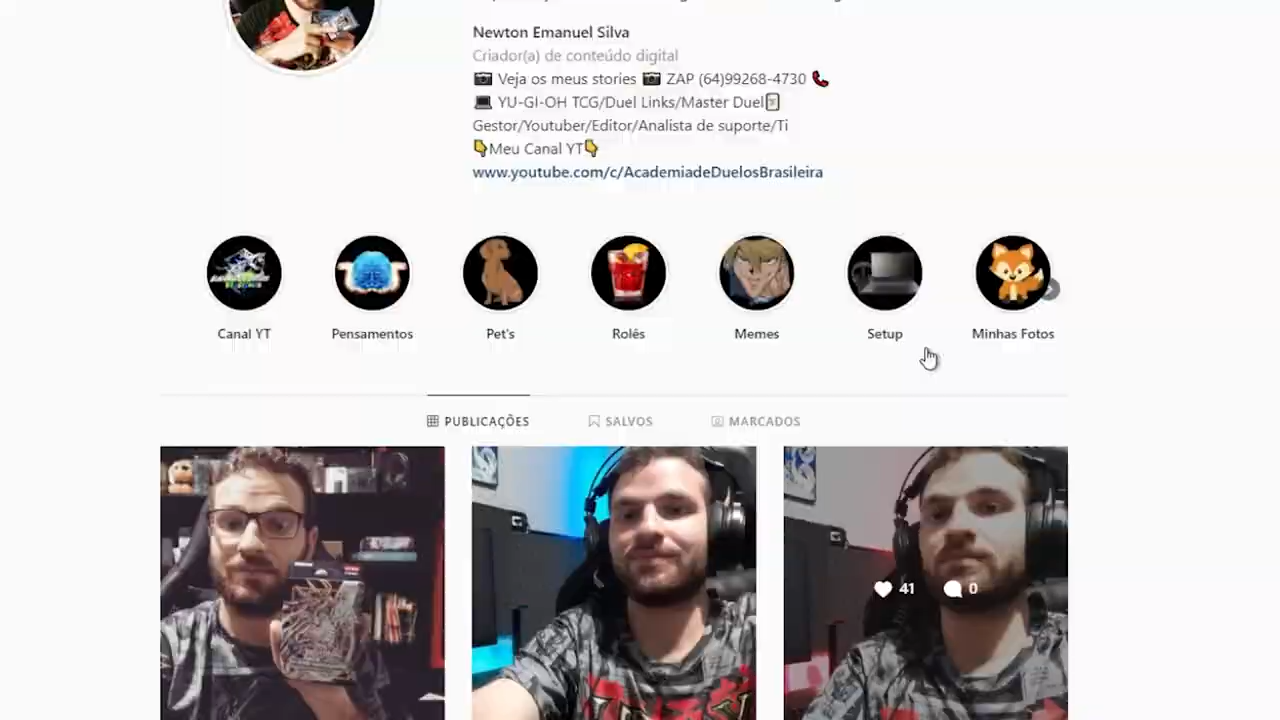 Newton Emanuel Silva
Criador(a) de conteúdo digital
📷 Veja os meus stories 📷 ZAP (64)99268-4730 📞
💻 YU-GI-OH TCG/Duel Links/Master Duel🃏
Gestor/Youtuber/Editor/Analista de suporte/Ti
👇Meu Canal YT👇
www.youtube.com/c/AcademiadeDuelosBrasileira
Canal YT Pensamentos Pet's Rolês Memes Setup Minhas Fotos
PUBLICAÇÕES SALVOS MARCADOS
41 0